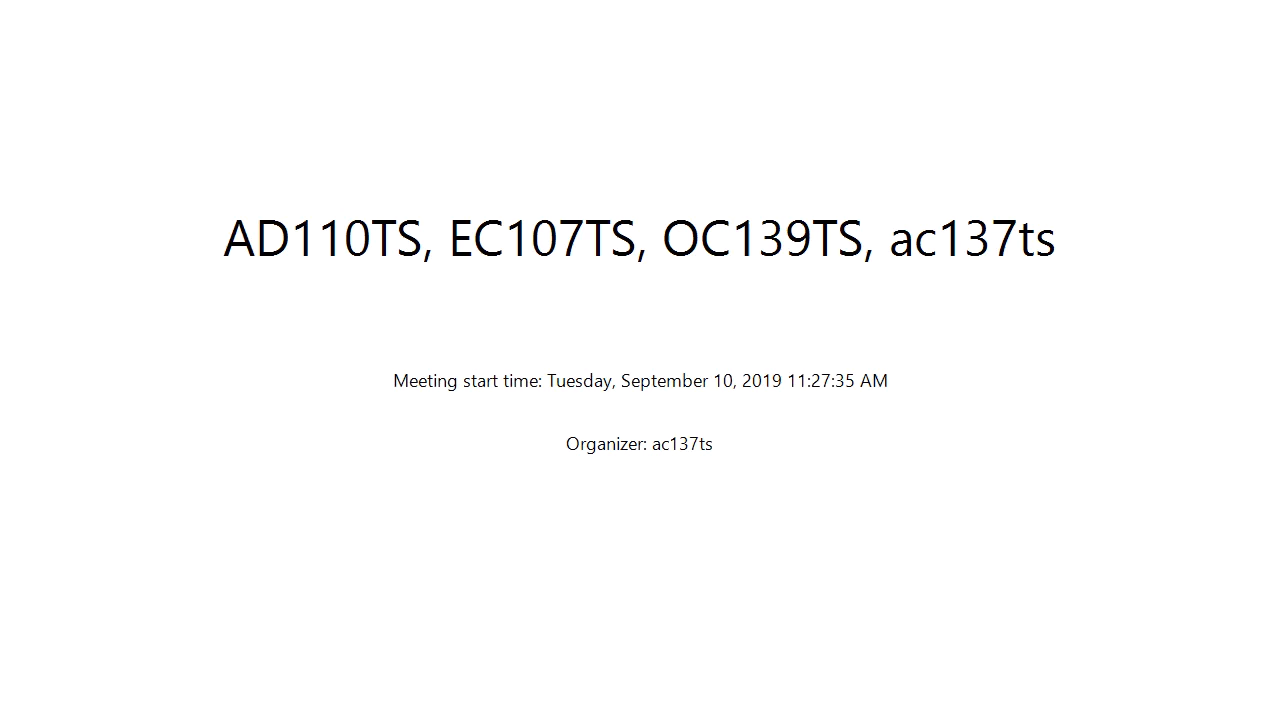 AD110TS, EC107TS, OC139TS, ac137ts
Meeting start time: Tuesday, September 10, 2019 11:27:35 AM
Organizer: ac137ts